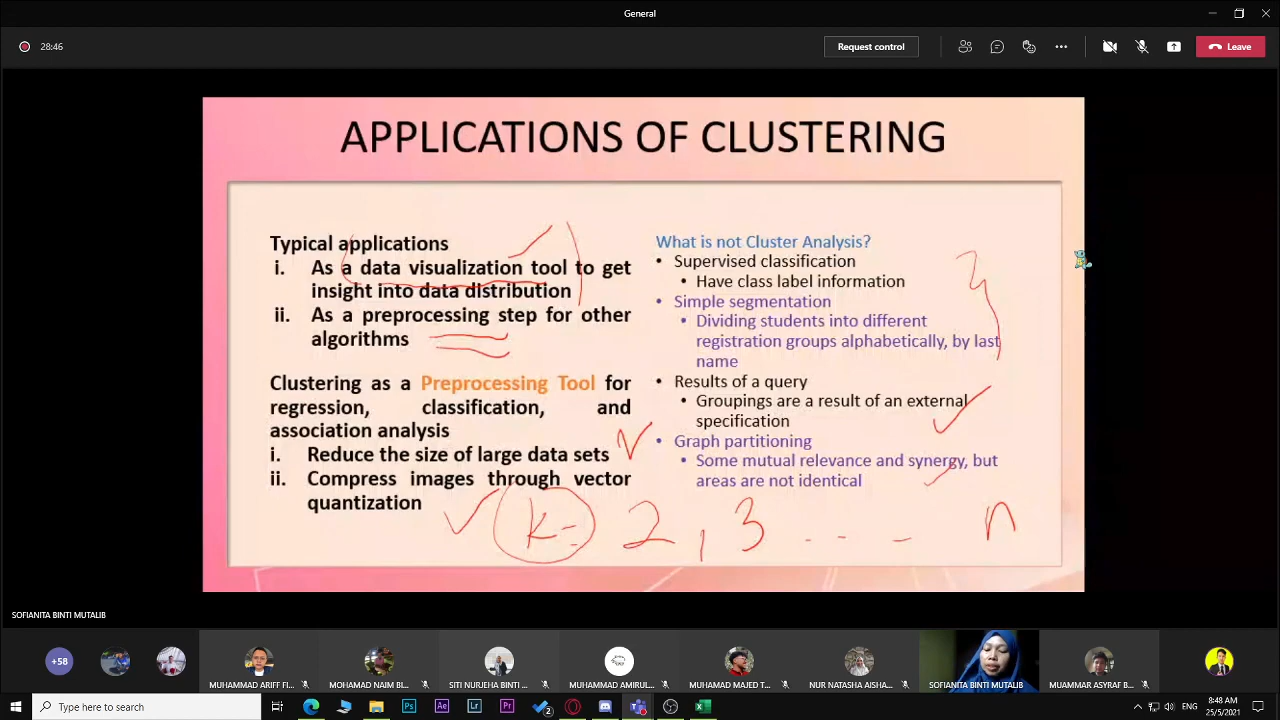 General
28:46
Request control
Leave
APPLICATIONS OF CLUSTERING
Typical applications
i. As a data visualization tool to get
insight into data distribution
ii. As a preprocessing step for other
algorithms
Clustering as a Preprocessing Tool for
regression, classification, and
association analysis
i. Reduce the size of large data sets
ii. Compress images through vector
quantization
What is not Cluster Analysis?
• Supervised classification
• Have class label information
• Simple segmentation
• Dividing students into different
registration groups alphabetically, by last
name
• Results of a query
• Groupings are a result of an external
specification
• Graph partitioning
• Some mutual relevance and synergy, but
areas are not identical
k= 2, 3 ... n
SOFIANITA BINTI MUTALIB
+58
MUHAMMAD ARIFF FI...
MOHAMAD NAIM BI...
SITI NURJEHA BINTI ...
MUHAMMAD AMIRUL...
MUHAMAD MAJED T...
NUR NATASHA AISHA...
SOFIANITA BINTI MUTALIB
MUAMMAR ASYRAF B...
Type here to search
Ps
Ae
Lr
Pr
2
8:48 AM
25/5/2021